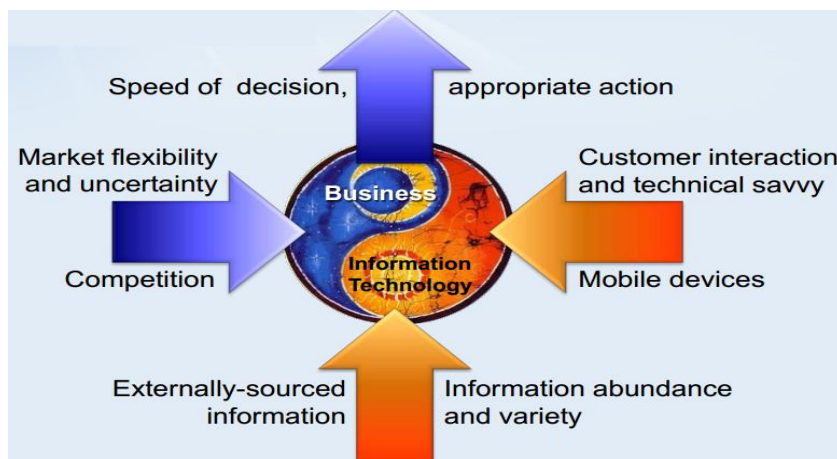 Speed of decision, appropriate action
Market flexibility
and uncertainty
Customer interaction
and technical savvy
Business
Information
Technology
Competition
Mobile devices
Externally-sourced
information
Information abundance
and variety